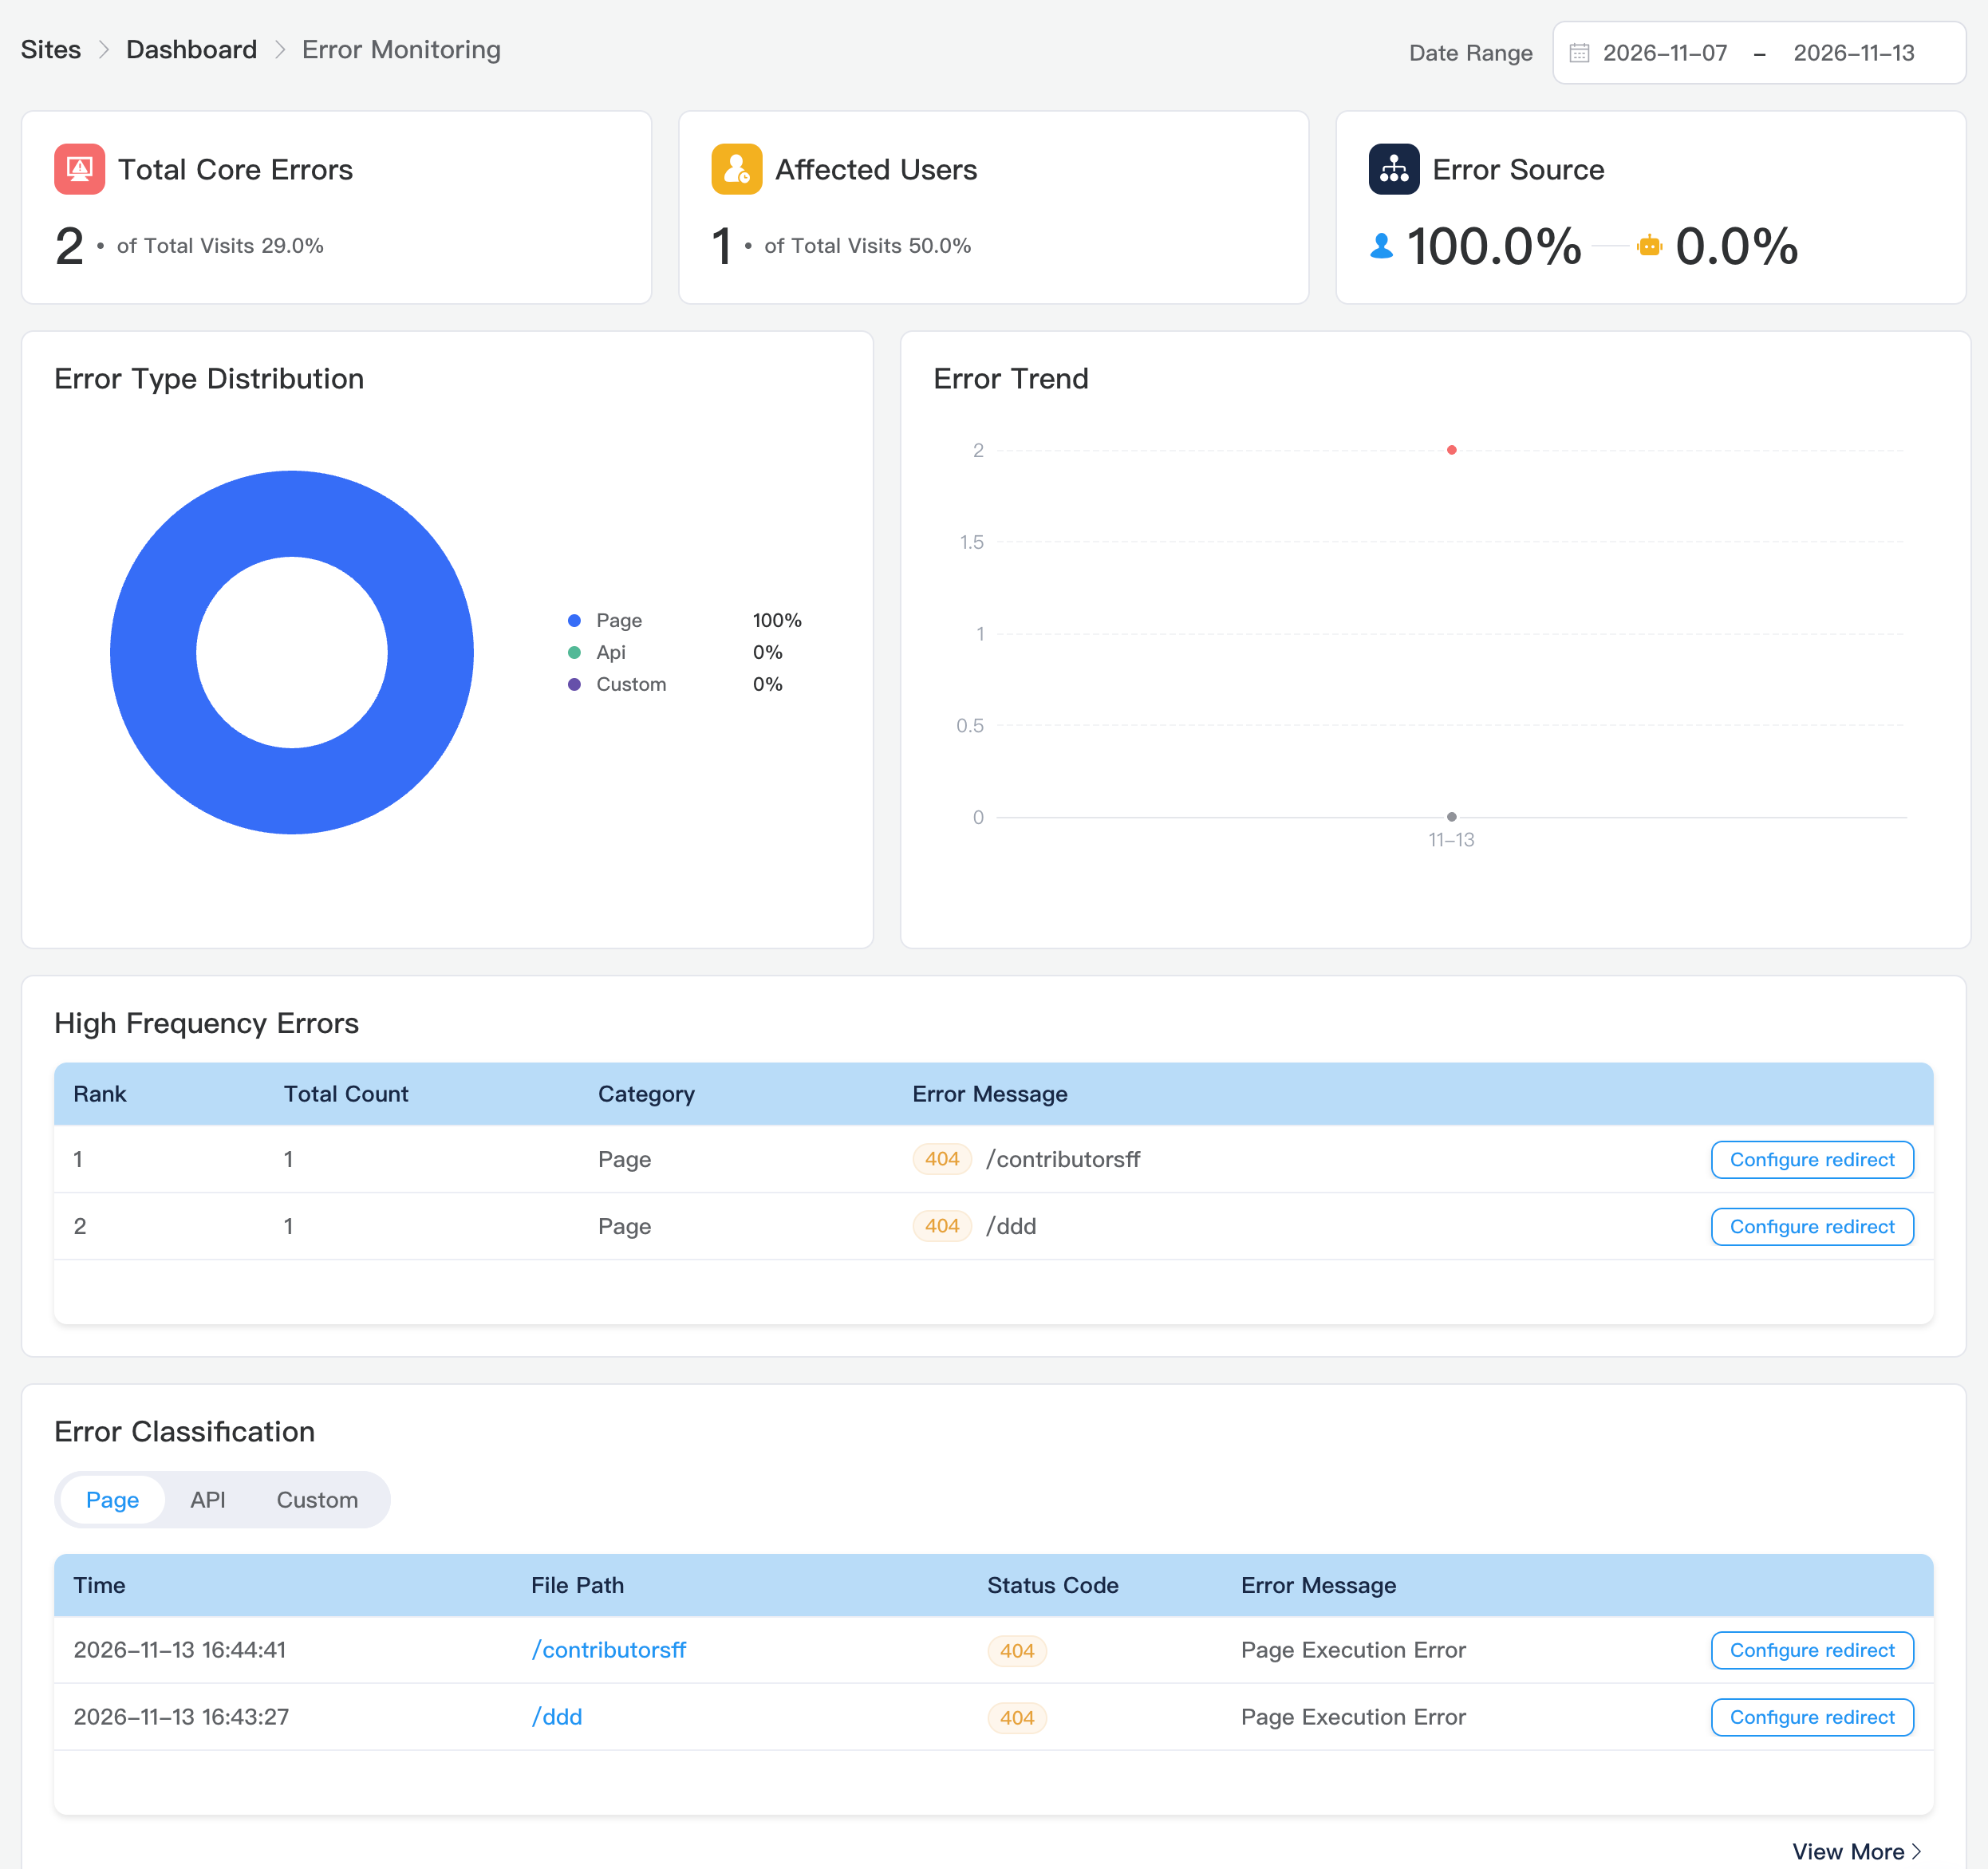 Sites > Dashboard > Error Monitoring
Date Range 2026-11-07 – 2026-11-13
Total Core Errors
2 • of Total Visits 29.0%
Affected Users
1 • of Total Visits 50.0%
Error Source
100.0% 0.0%
Error Type Distribution
Page 100%
Api 0%
Custom 0%
Error Trend
2
1.5
1
0.5
0
11-13
High Frequency Errors
Rank Total Count Category Error Message
1 1 Page 404 /contributorsff Configure redirect
2 1 Page 404 /ddd Configure redirect
Error Classification
Page API Custom
Time File Path Status Code Error Message
2026-11-13 16:44:41 /contributorsff 404 Page Execution Error Configure redirect
2026-11-13 16:43:27 /ddd 404 Page Execution Error Configure redirect
View More >